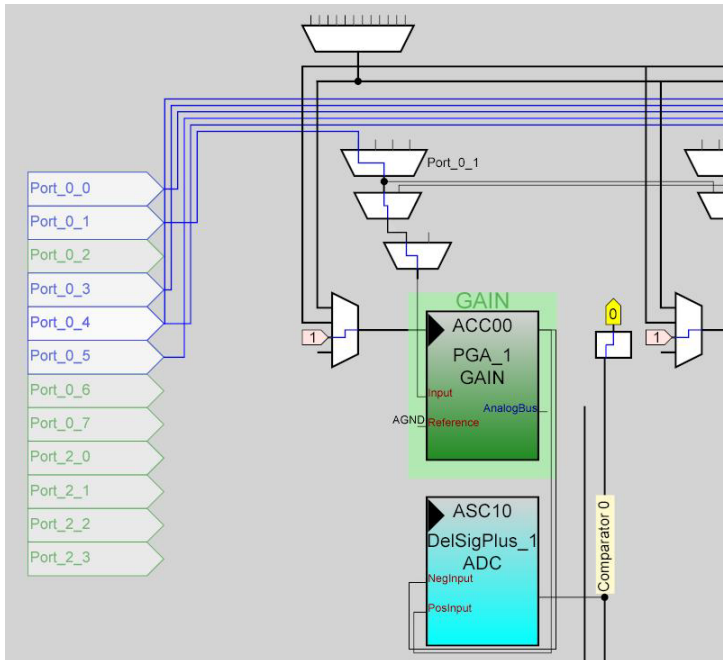 Port_0_1
Port_0_0
Port_0_1
Port_0_2
Port_0_3
Port_0_4
Port_0_5
Port_0_6
Port_0_7
Port_2_0
Port_2_1
Port_2_2
Port_2_3
GAIN
ACC00
PGA_1
GAIN
Input
AnalogBus
AGND
Reference
1
0
1
ASC10
DelSigPlus_1
ADC
NegInput
PosInput
Comparator 0